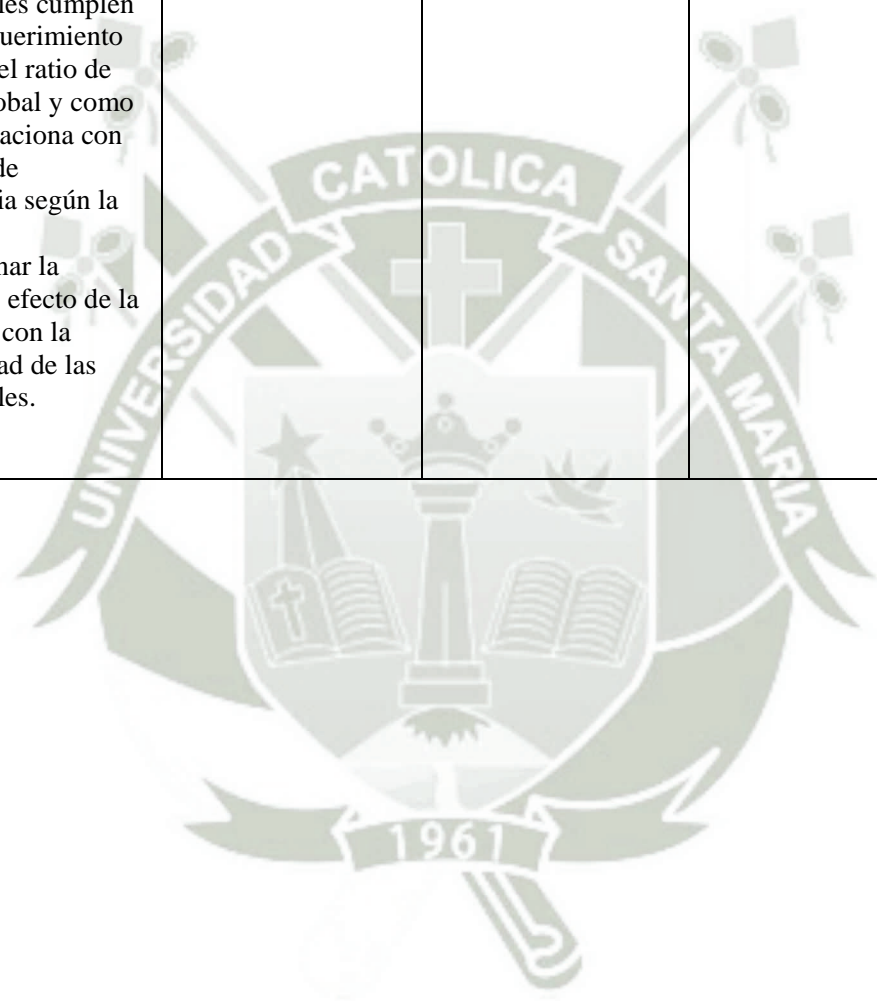 les cumplen
uerimiento
el ratio de
obal y como
aciona con
de
ia según la
nar la
efecto de la
con la
ad de las
les.
UNIVERSIDAD CATOLICA SANTA MARIA
1961